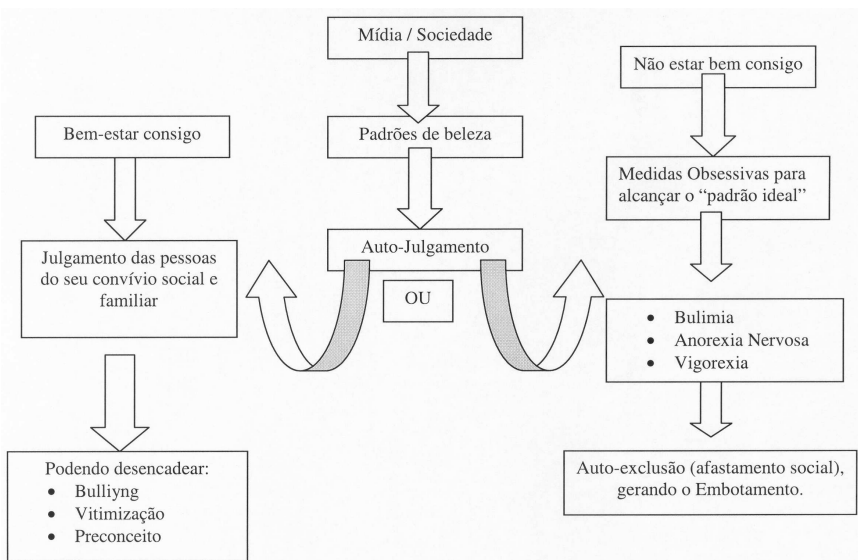 Mídia / Sociedade
Padrões de beleza
Auto-Julgamento
OU
Bem-estar consigo
Julgamento das pessoas
do seu convívio social e
familiar
Podendo desencadear:
• Bulliyng
• Vitimização
• Preconceito
Não estar bem consigo
Medidas Obsessivas para
alcançar o “padrão ideal”
• Bulimia
• Anorexia Nervosa
• Vigorexia
Auto-exclusão (afastamento social),
gerando o Embotamento.